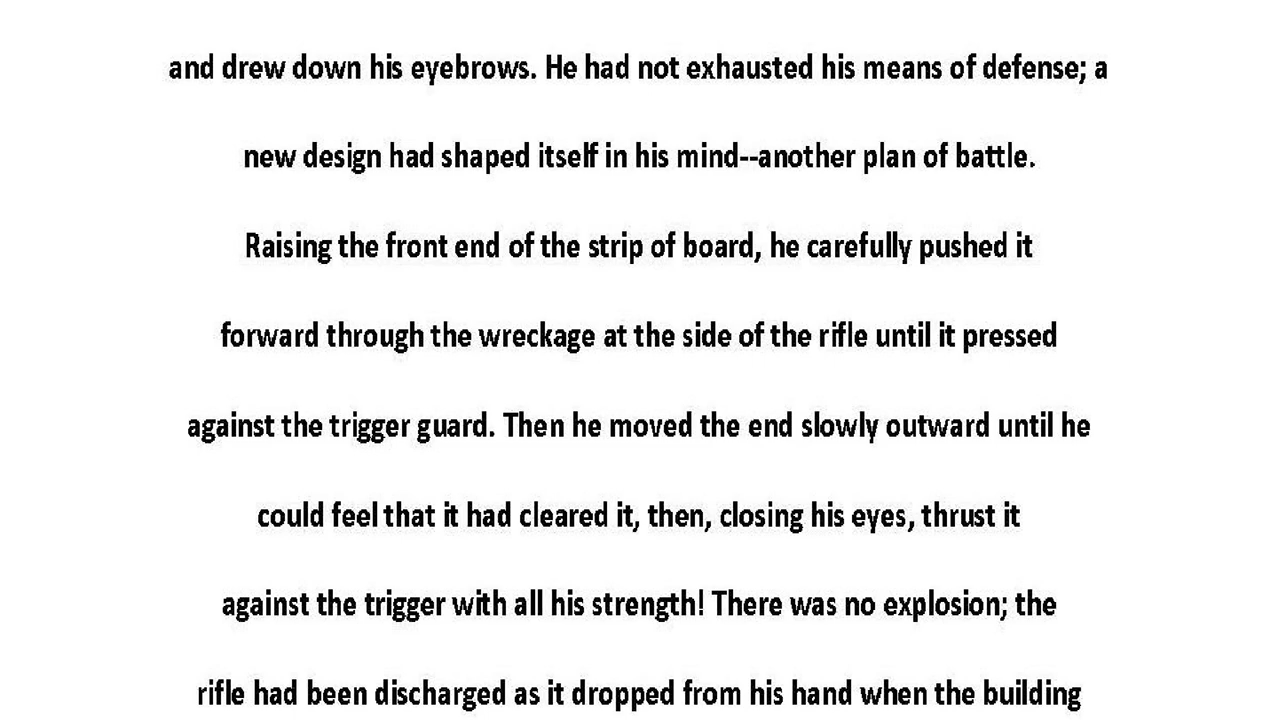 and drew down his eyebrows. He had not exhausted his means of defense; a
new design had shaped itself in his mind--another plan of battle.
Raising the front end of the strip of board, he carefully pushed it
forward through the wreckage at the side of the rifle until it pressed
against the trigger guard. Then he moved the end slowly outward until he
could feel that it had cleared it, then, closing his eyes, thrust it
against the trigger with all his strength! There was no explosion; the
rifle had been discharged as it dropped from his hand when the building